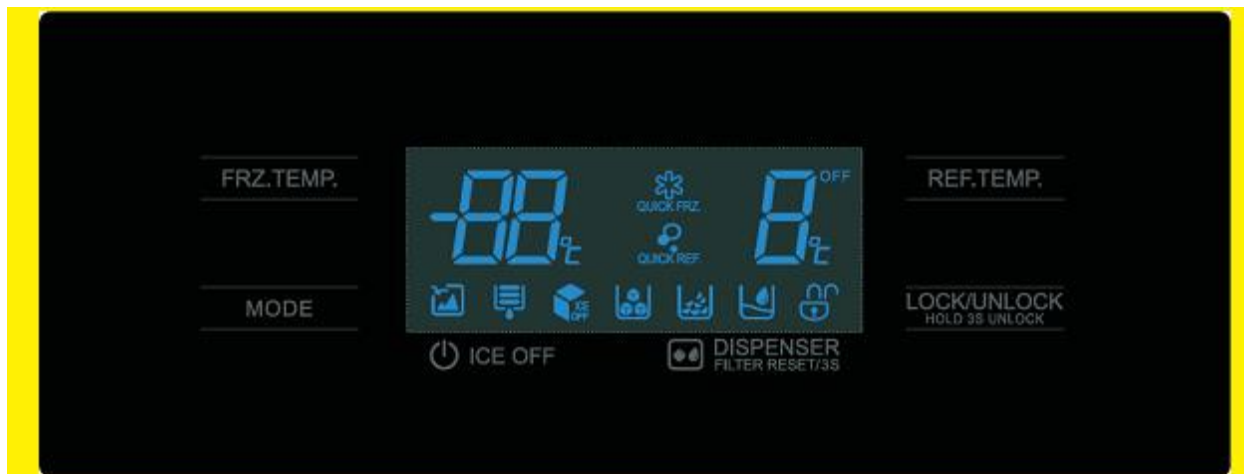 FRZ.TEMP.
-88°C
QUICK FRZ.
QUICK REF.
8°C
OFF
REF.TEMP.
MODE
ICE
OFF
LOCK/UNLOCK
HOLD 3S UNLOCK
ICE OFF
DISPENSER
FILTER RESET/3S